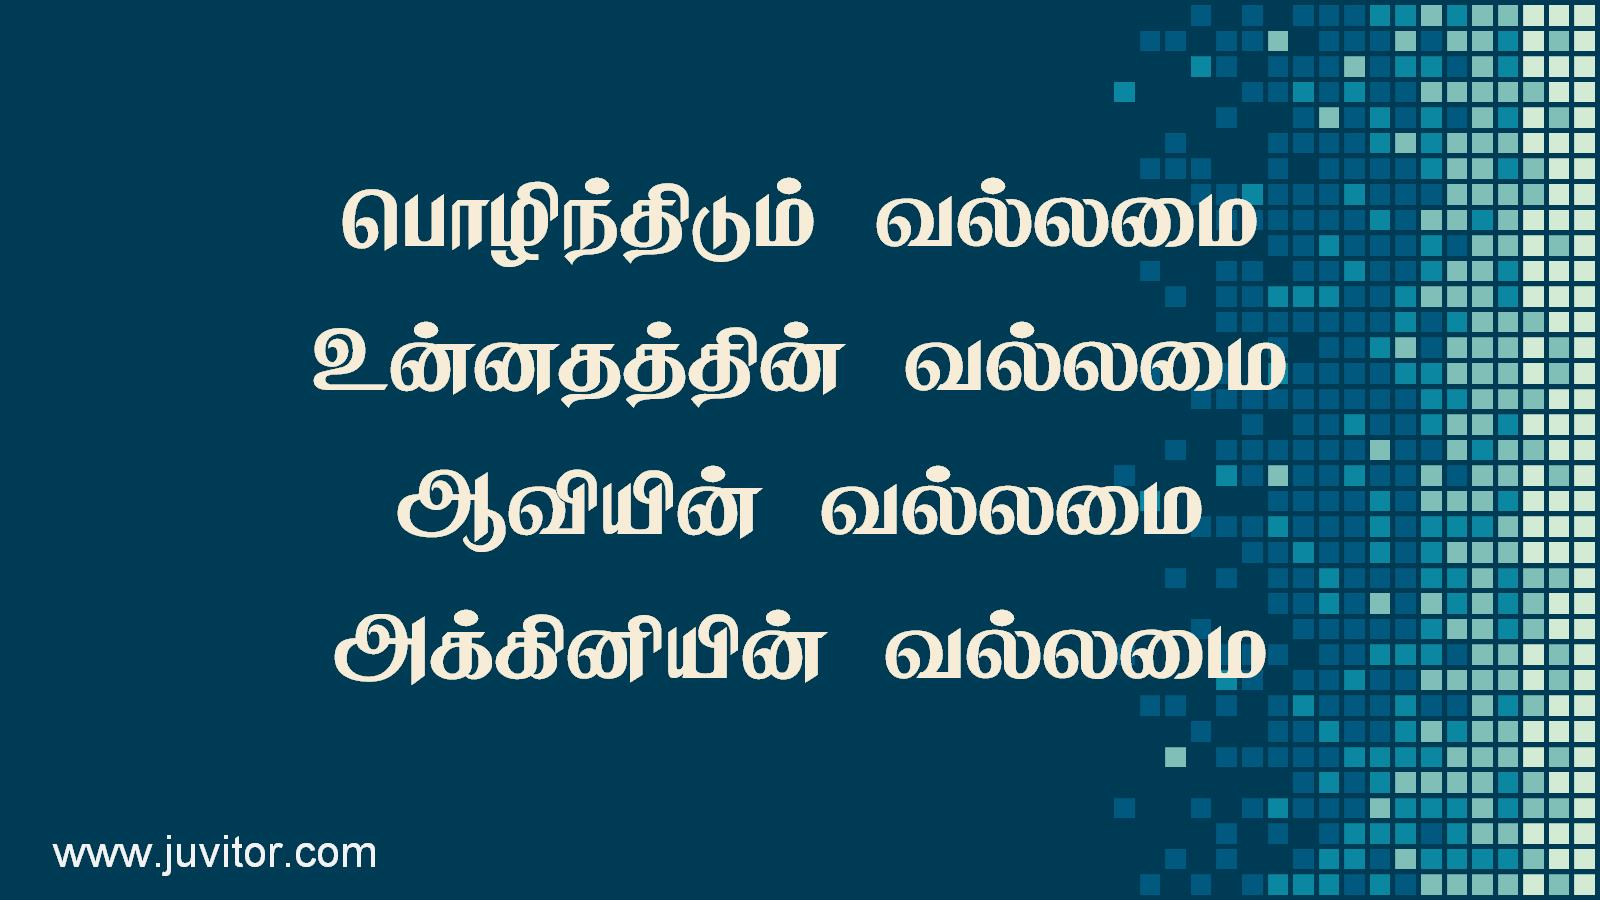 பொழிந்திடும் வல்லமை
உன்னதத்தின் வல்லமை
ஆவியின் வல்லமை
அக்கினியின் வல்லமை
www.juvitor.com